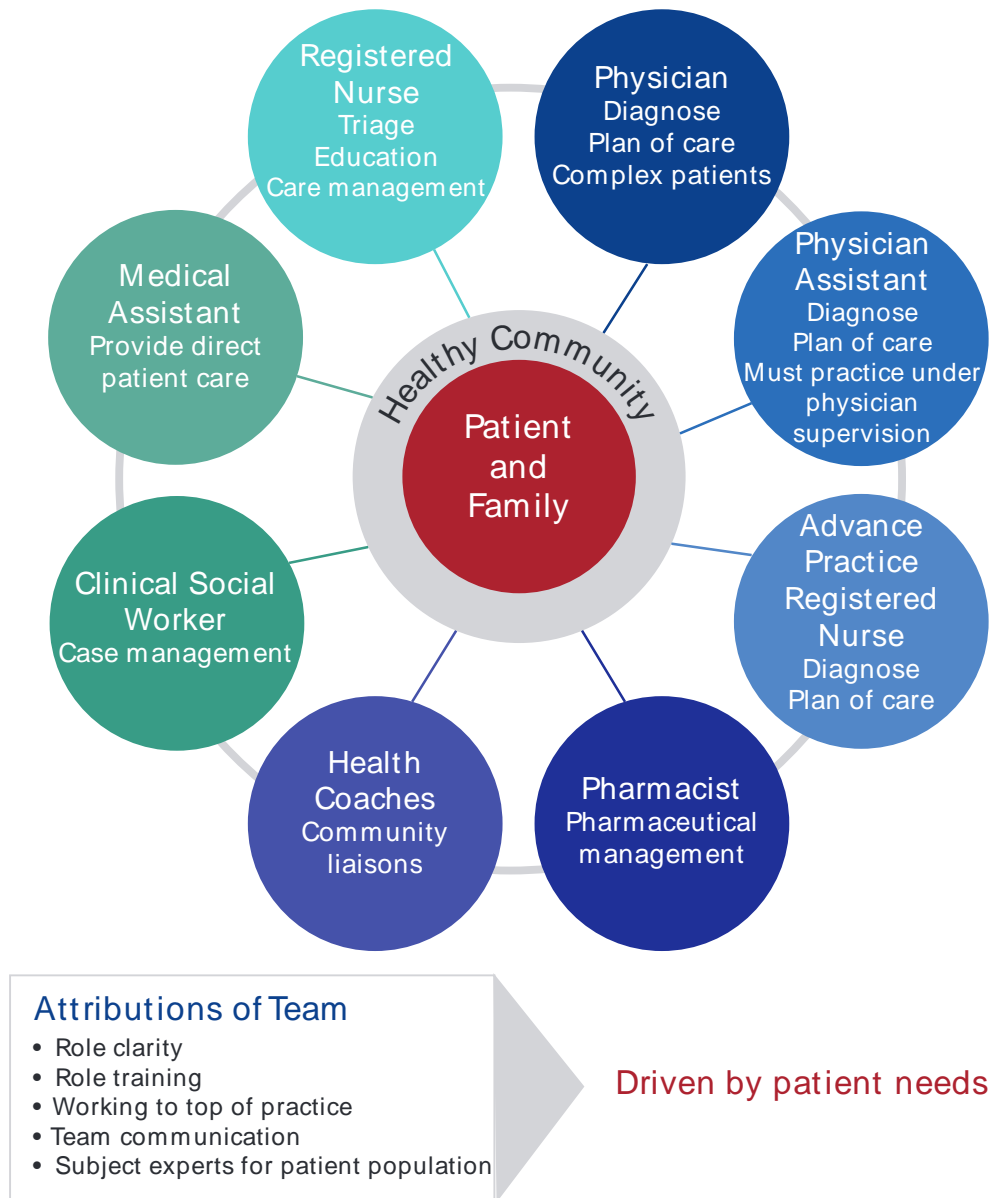 Registered
Nurse
Triage
Education
Care management
Physician
Diagnose
Plan of care
Complex patients
Physician
Assistant
Diagnose
Plan of care
Must practice under
physician
supervision
Medical
Assistant
Provide direct
patient care
Healthy Community
Patient
and
Family
Advance
Practice
Registered
Nurse
Diagnose
Plan of care
Clinical Social
Worker
Case management
Health
Coaches
Community
liaisons
Pharmacist
Pharmaceutical
management
Attributions of Team
• Role clarity
• Role training
• Working to top of practice
• Team communication
• Subject experts for patient population
Driven by patient needs